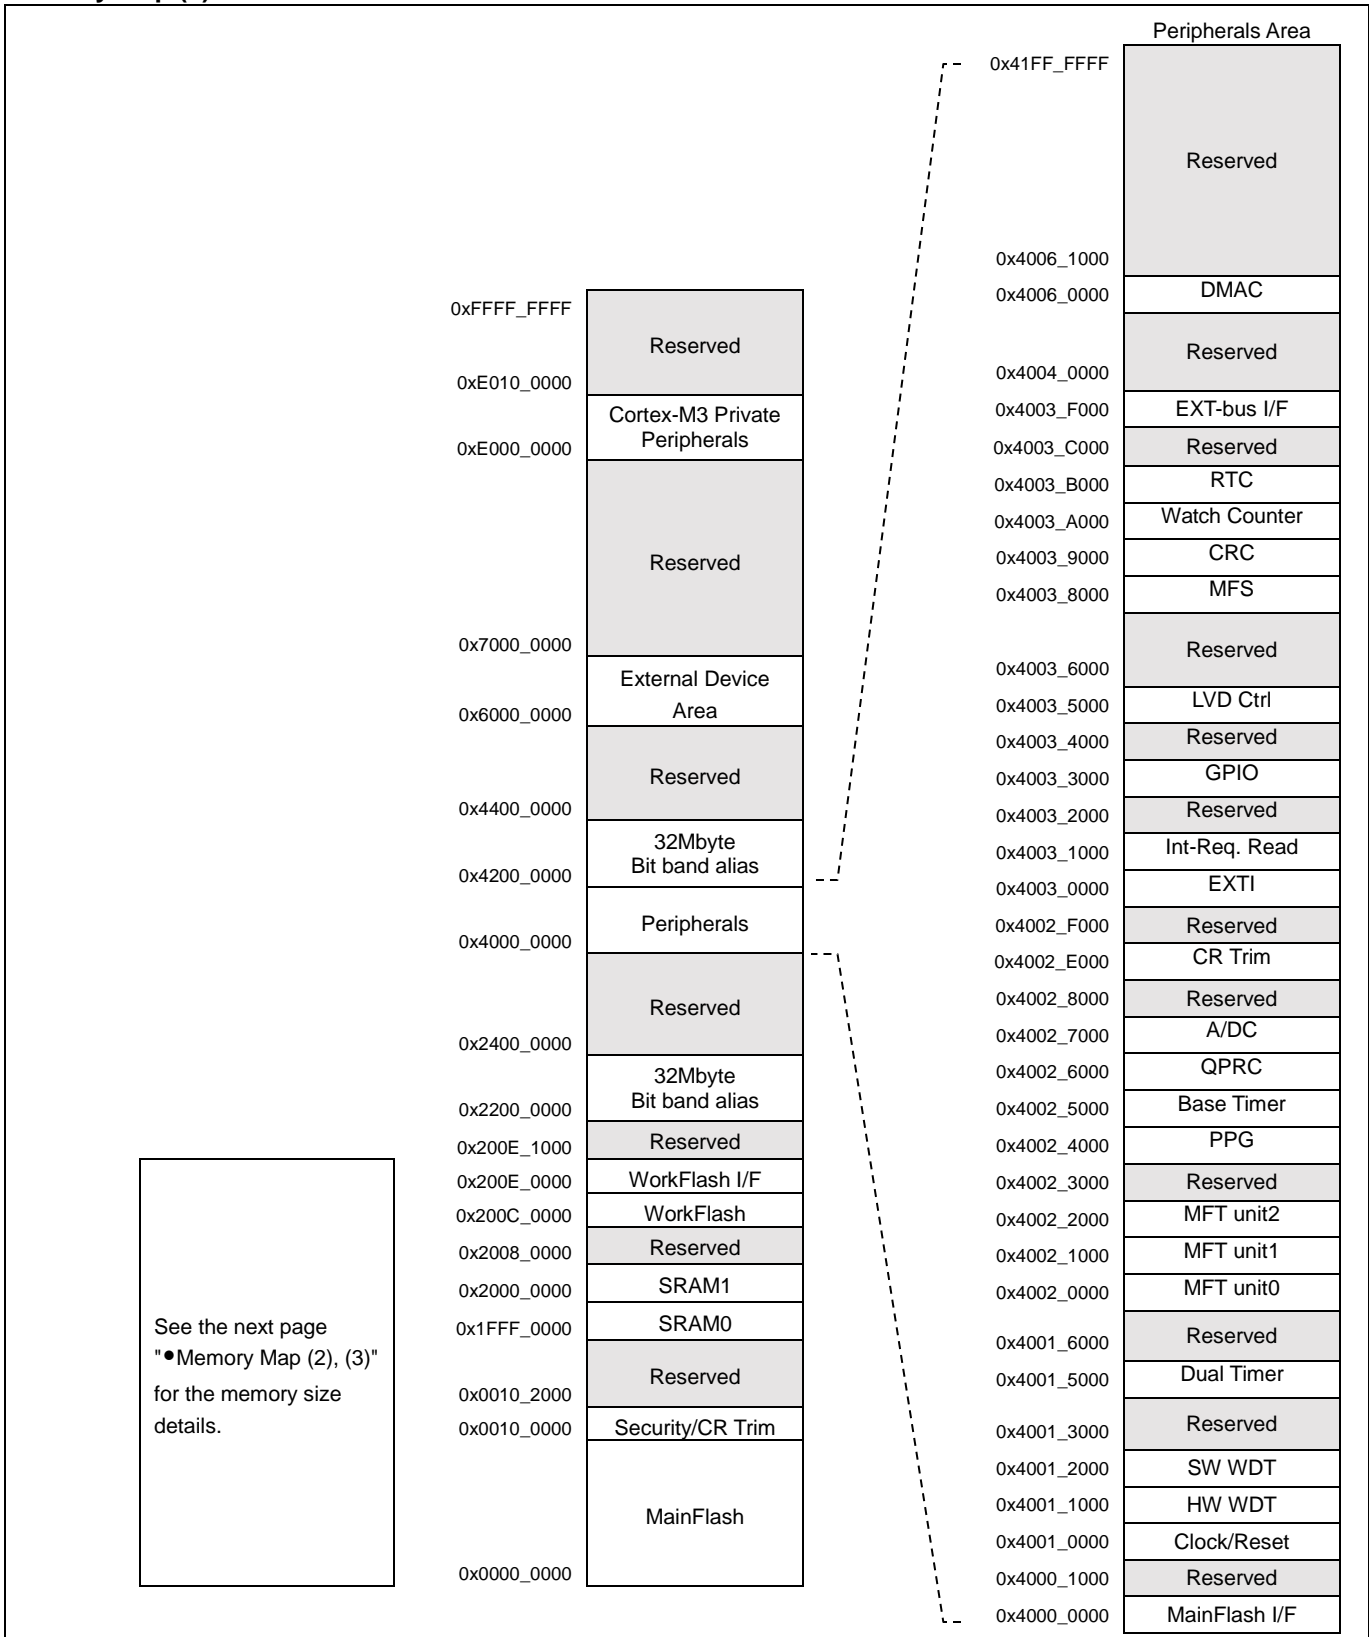 Peripherals Area
0x41FF_FFFF
Reserved
0x4006_1000
0x4006_0000 DMAC
Reserved
0x4004_0000
0x4003_F000 EXT-bus I/F
0x4003_C000 Reserved
0x4003_B000 RTC
0x4003_A000 Watch Counter
0x4003_9000 CRC
0x4003_8000 MFS
Reserved
0x4003_6000
0x4003_5000 LVD Ctrl
0x4003_4000 Reserved
0x4003_3000 GPIO
0x4003_2000 Reserved
0x4003_1000 Int-Req. Read
0x4003_0000 EXTI
0x4002_F000 Reserved
0x4002_E000 CR Trim
0x4002_8000 Reserved
0x4002_7000 A/DC
0x4002_6000 QPRC
0x4002_5000 Base Timer
0x4002_4000 PPG
0x4002_3000 Reserved
0x4002_2000 MFT unit2
0x4002_1000 MFT unit1
0x4002_0000 MFT unit0
Reserved
0x4001_6000
0x4001_5000 Dual Timer
Reserved
0x4001_3000
0x4001_2000 SW WDT
0x4001_1000 HW WDT
0x4001_0000 Clock/Reset
0x4000_1000 Reserved
0x4000_0000 MainFlash I/F
0xFFFF_FFFF
Reserved
0xE010_0000
Cortex-M3 Private
Peripherals
0xE000_0000
Reserved
0x7000_0000
External Device
Area
0x6000_0000
Reserved
0x4400_0000
32Mbyte
Bit band alias
0x4200_0000
Peripherals
0x4000_0000
Reserved
0x2400_0000
32Mbyte
Bit band alias
0x2200_0000
0x200E_1000 Reserved
0x200E_0000 WorkFlash I/F
0x200C_0000 WorkFlash
0x2008_0000 Reserved
0x2000_0000 SRAM1
0x1FFF_0000 SRAM0
Reserved
0x0010_2000
0x0010_0000 Security/CR Trim
MainFlash
0x0000_0000
See the next page
"●Memory Map (2), (3)"
for the memory size
details.